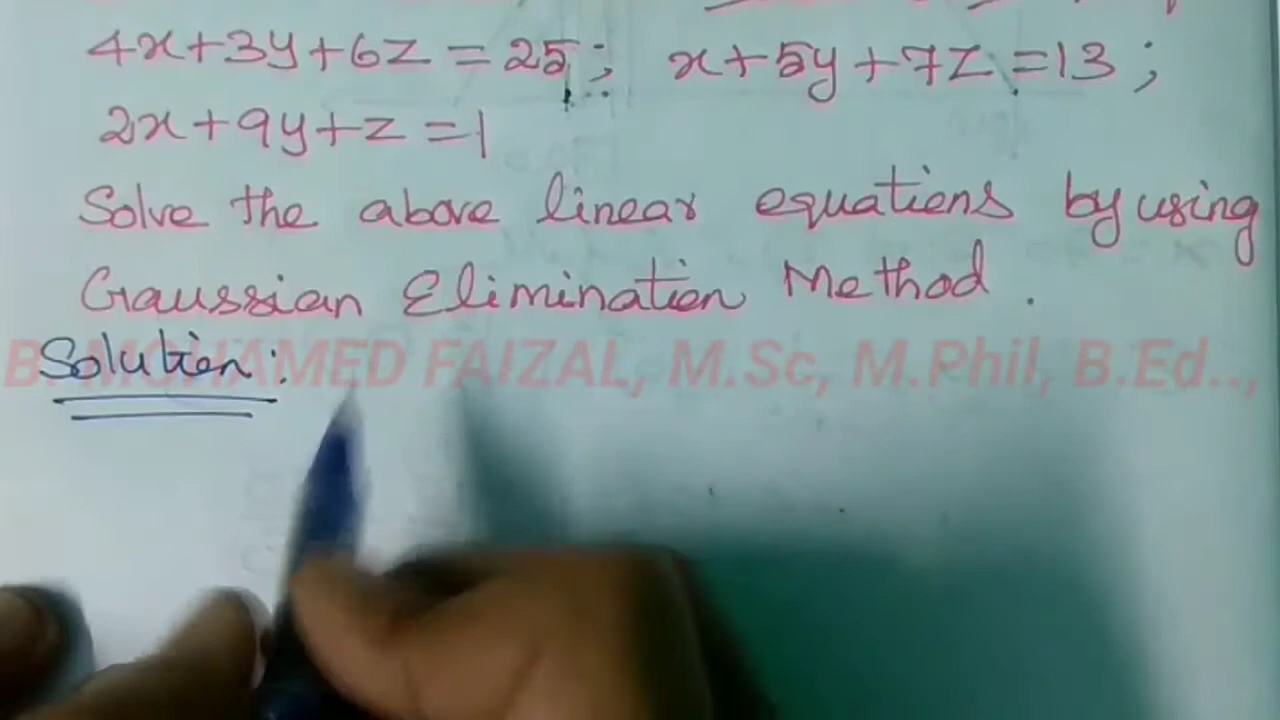 4x+3y+6z = 25; x+5y+7z = 13;
2x+9y+z = 1
Solve the above linear equations by using
Gaussian Elimination Method.
Solution:
B. MOHAMED FAIZAL, M.Sc, M.Phil, B.Ed..,